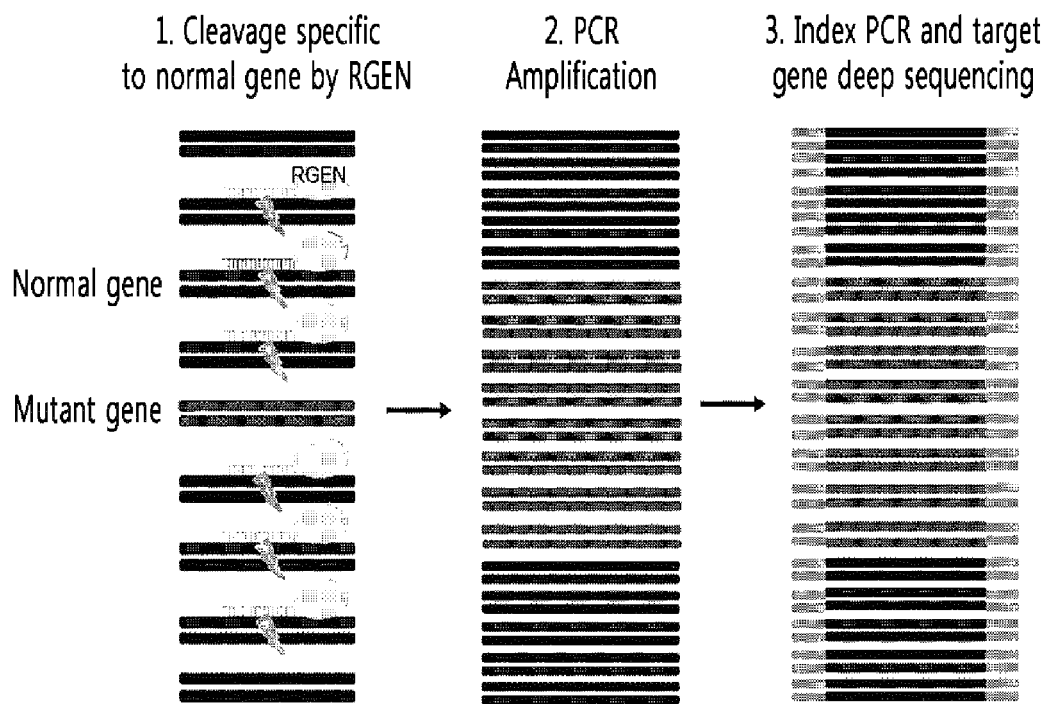 1. Cleavage specific
to normal gene by RGEN
2. PCR
Amplification
3. Index PCR and target
gene deep sequencing
RGEN
Normal gene
Mutant gene